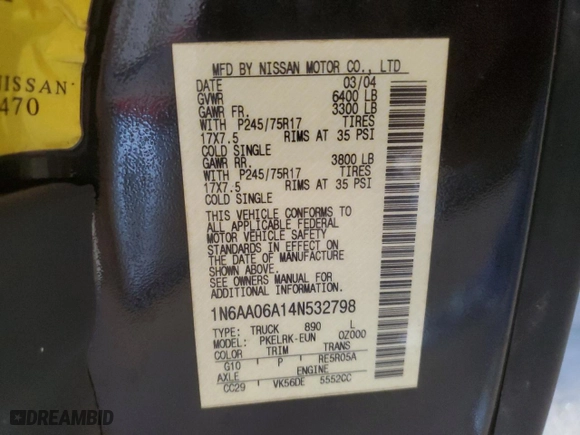 NISSAN
470
MFD BY NISSAN MOTOR CO., LTD
DATE 03/04
GVWR 6400 LB
GAWR FR. 3300 LB
WITH P245/75R17 TIRES
17X7.5 RIMS AT 35 PSI
COLD SINGLE
GAWR RR. 3800 LB
WITH P245/75R17 TIRES
17X7.5 RIMS AT 35 PSI
COLD SINGLE
THIS VEHICLE CONFORMS TO
ALL APPLICABLE FEDERAL
MOTOR VEHICLE SAFETY
STANDARDS IN EFFECT ON
THE DATE OF MANUFACTURE
SHOWN ABOVE.
SEE OWNERS MANUAL FOR
ADDITIONAL INFORMATION.
1N6AA06A14N532798
TYPE: TRUCK 890 L
MODEL: PKELRK-EUN 0Z000
COLOR TRIM TRANS
G10 P RE5R05A
AXLE ENGINE
CC29 VK56DE 5552CC
DREAMBID